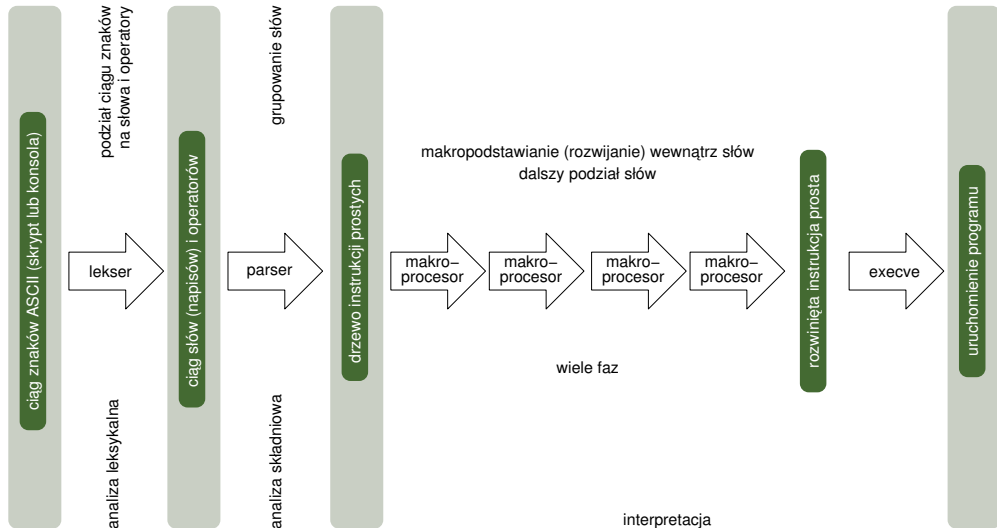 ciąg znaków ASCII (skrypt lub konsola)
podział ciągu znaków
na słowa i operatory
lekser
analiza leksykalna
ciąg słów (napisów) i operatorów
grupowanie słów
parser
analiza składniowa
drzewo instrukcji prostych
makropodstawianie (rozwijanie) wewnątrz słów
dalszy podział słów
makro–
procesor
makro–
procesor
makro–
procesor
makro–
procesor
wiele faz
interpretacja
rozwinięta instrukcja prosta
execve
uruchomienie programu